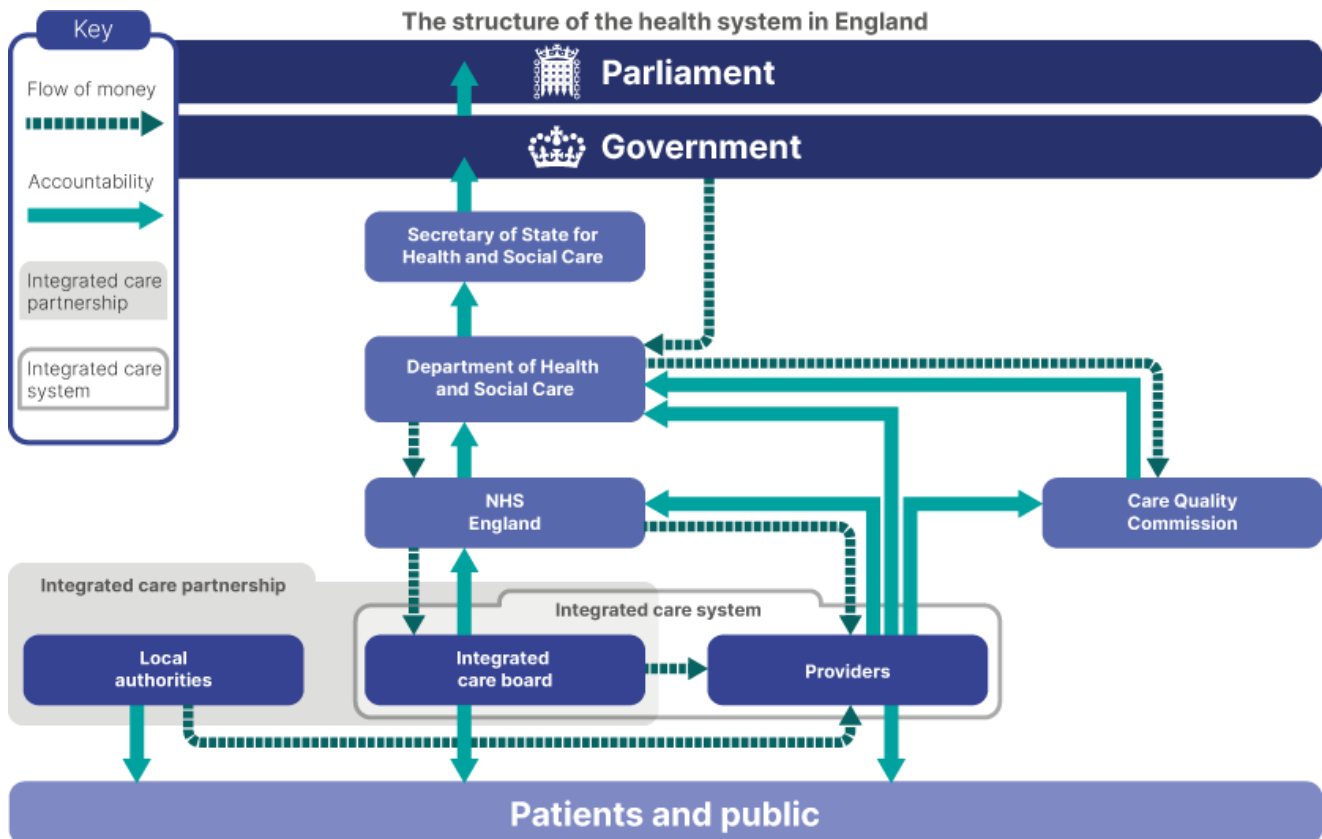 The structure of the health system in England
Key
Flow of money
Accountability
Integrated care
partnership
Integrated care
system
Parliament
Government
Secretary of State for
Health and Social Care
Department of Health
and Social Care
NHS
England
Care Quality
Commission
Integrated care partnership
Integrated care system
Local
authorities
Integrated
care board
Providers
Patients and public